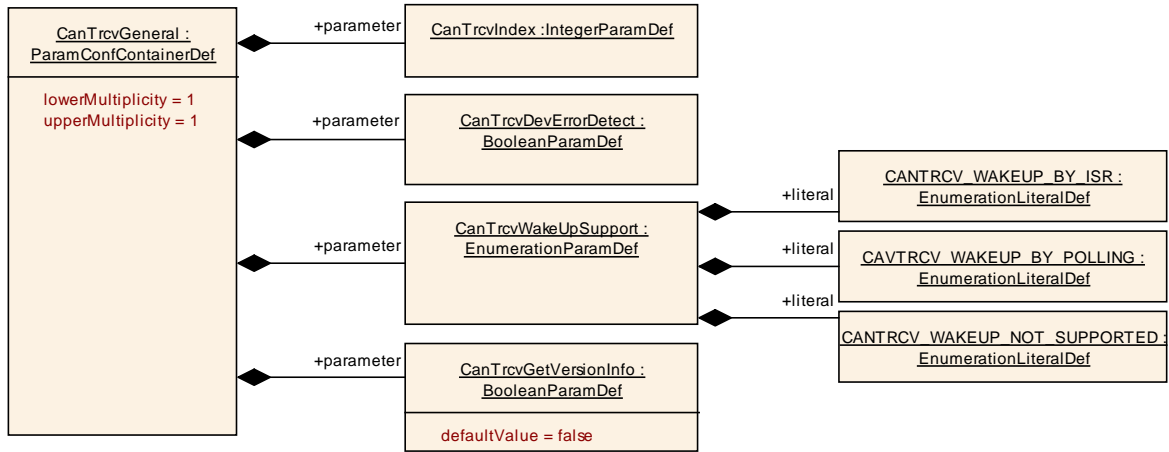 CanTrcvGeneral :
ParamConfContainerDef
lowerMultiplicity = 1
upperMultiplicity = 1
+parameter
CanTrcvIndex :IntegerParamDef
+parameter
CanTrcvDevErrorDetect :
BooleanParamDef
+parameter
CanTrcvWakeUpSupport :
EnumerationParamDef
+literal
CANTRCV_WAKEUP_BY_ISR :
EnumerationLiteralDef
+literal
CAVTRCV_WAKEUP_BY_POLLING :
EnumerationLiteralDef
+literal
CANTRCV_WAKEUP_NOT_SUPPORTED :
EnumerationLiteralDef
+parameter
CanTrcvGetVersionInfo :
BooleanParamDef
defaultValue = false